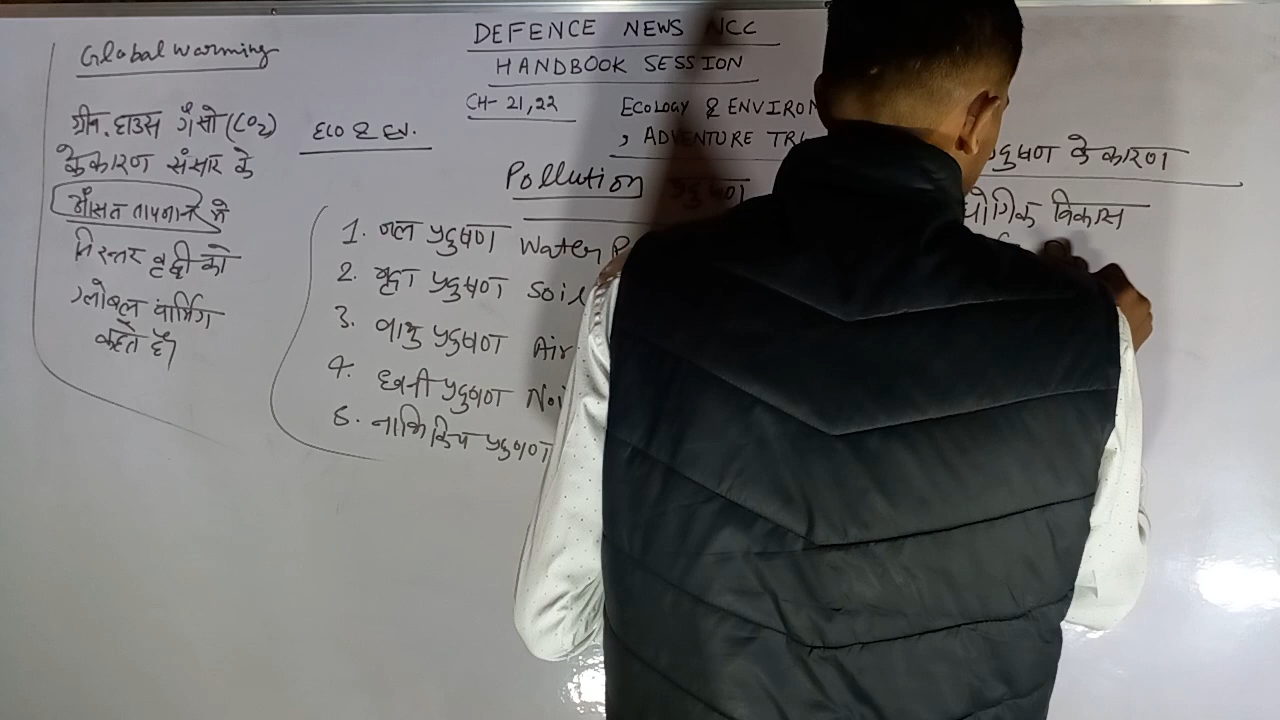 DEFENCE NEWS NCC
HANDBOOK SESSION
CH- 21,22 ECOLOGY & ENVIRON
, ADVENTURE TR
Global warming
ग्रीन हाउस गैसो (CO2)
के कारण संसार के
औसत तापमान मे
निरन्तर वृद्दी को
ग्लोबल वार्मिग
कहते है।
ECO & EN.
Pollution प्रदुषण
1. जल प्रदुषण Water P
2. मृदा प्रदुषण Soil
3. वायु प्रदुषण Air
4. ध्वनी प्रदुषण Noi
5. नाभिकिय प्रदुषण
प्रदुषण के कारण
योगिक विकास